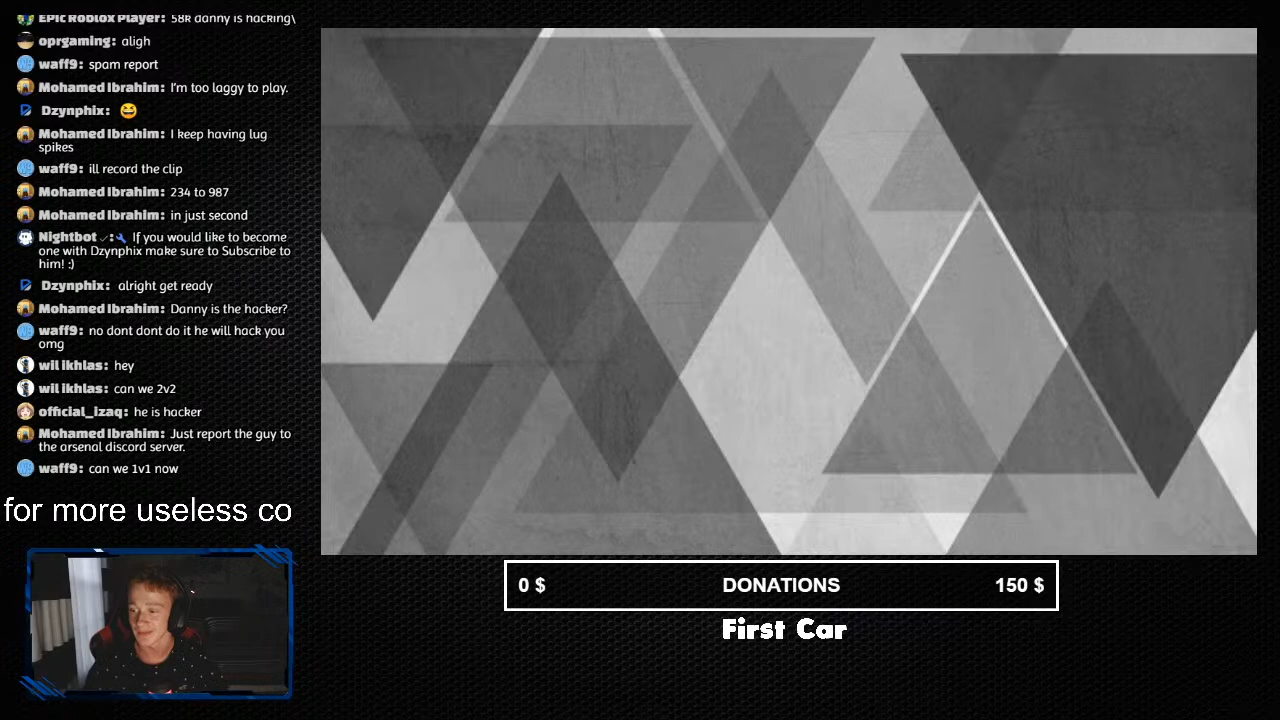 Epic Roblox Player: 58R danny is hacking\
oprgaming: aligh
waff9: spam report
Mohamed Ibrahim: I'm too laggy to play.
Dzynphix: 😆
Mohamed Ibrahim: I keep having lug
spikes
waff9: ill record the clip
Mohamed Ibrahim: 234 to 987
Mohamed Ibrahim: in just second
Nightbot: If you would like to become
one with Dzynphix make sure to Subscribe to
him! :)
Dzynphix: alright get ready
Mohamed Ibrahim: Danny is the hacker?
waff9: no dont dont do it he will hack you
omg
wil ikhlas: hey
wil ikhlas: can we 2v2
official_izaq: he is hacker
Mohamed Ibrahim: Just report the guy to
the arsenal discord server.
waff9: can we 1v1 now
for more useless co
0 $ DONATIONS 150 $
First Car